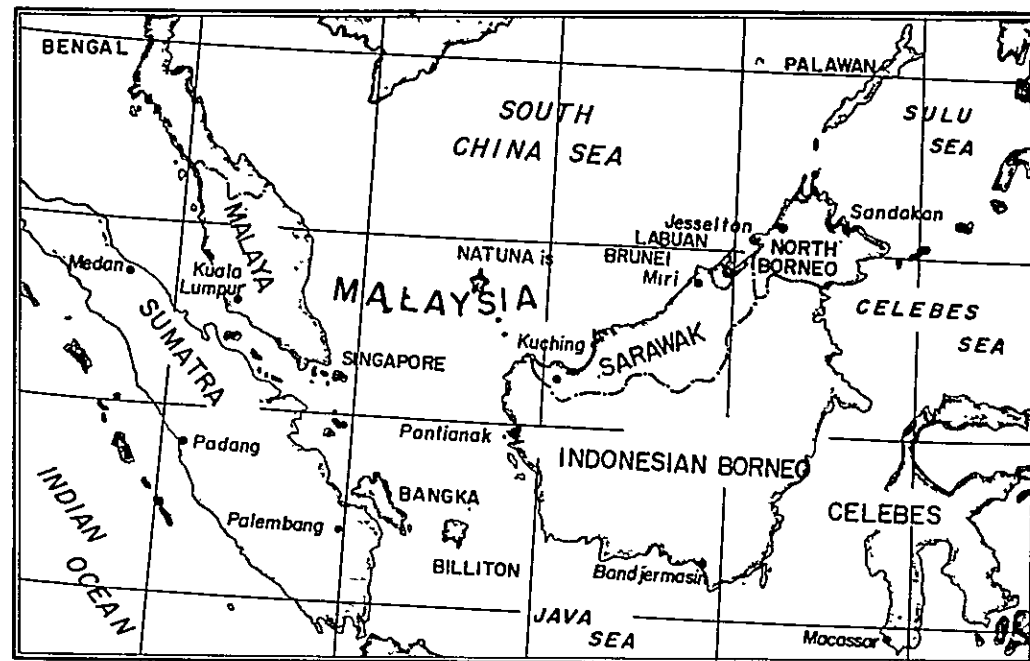 BENGAL
PALAWAN
SOUTH
CHINA SEA
SULU
SEA
MALAYA
Jesselton
Sandakan
LABUAN
NATUNA is
BRUNEI
NORTH
BORNEO
Medan
Kuala
Lumpur
Miri
MALAYSIA
CELEBES
SEA
SUMATRA
Kuching
SARAWAK
SINGAPORE
Padang
Pontianak
INDONESIAN BORNEO
INDIAN
OCEAN
BANGKA
CELEBES
Palembang
BILLITON
Bandjermasin
JAVA
SEA
Macassar